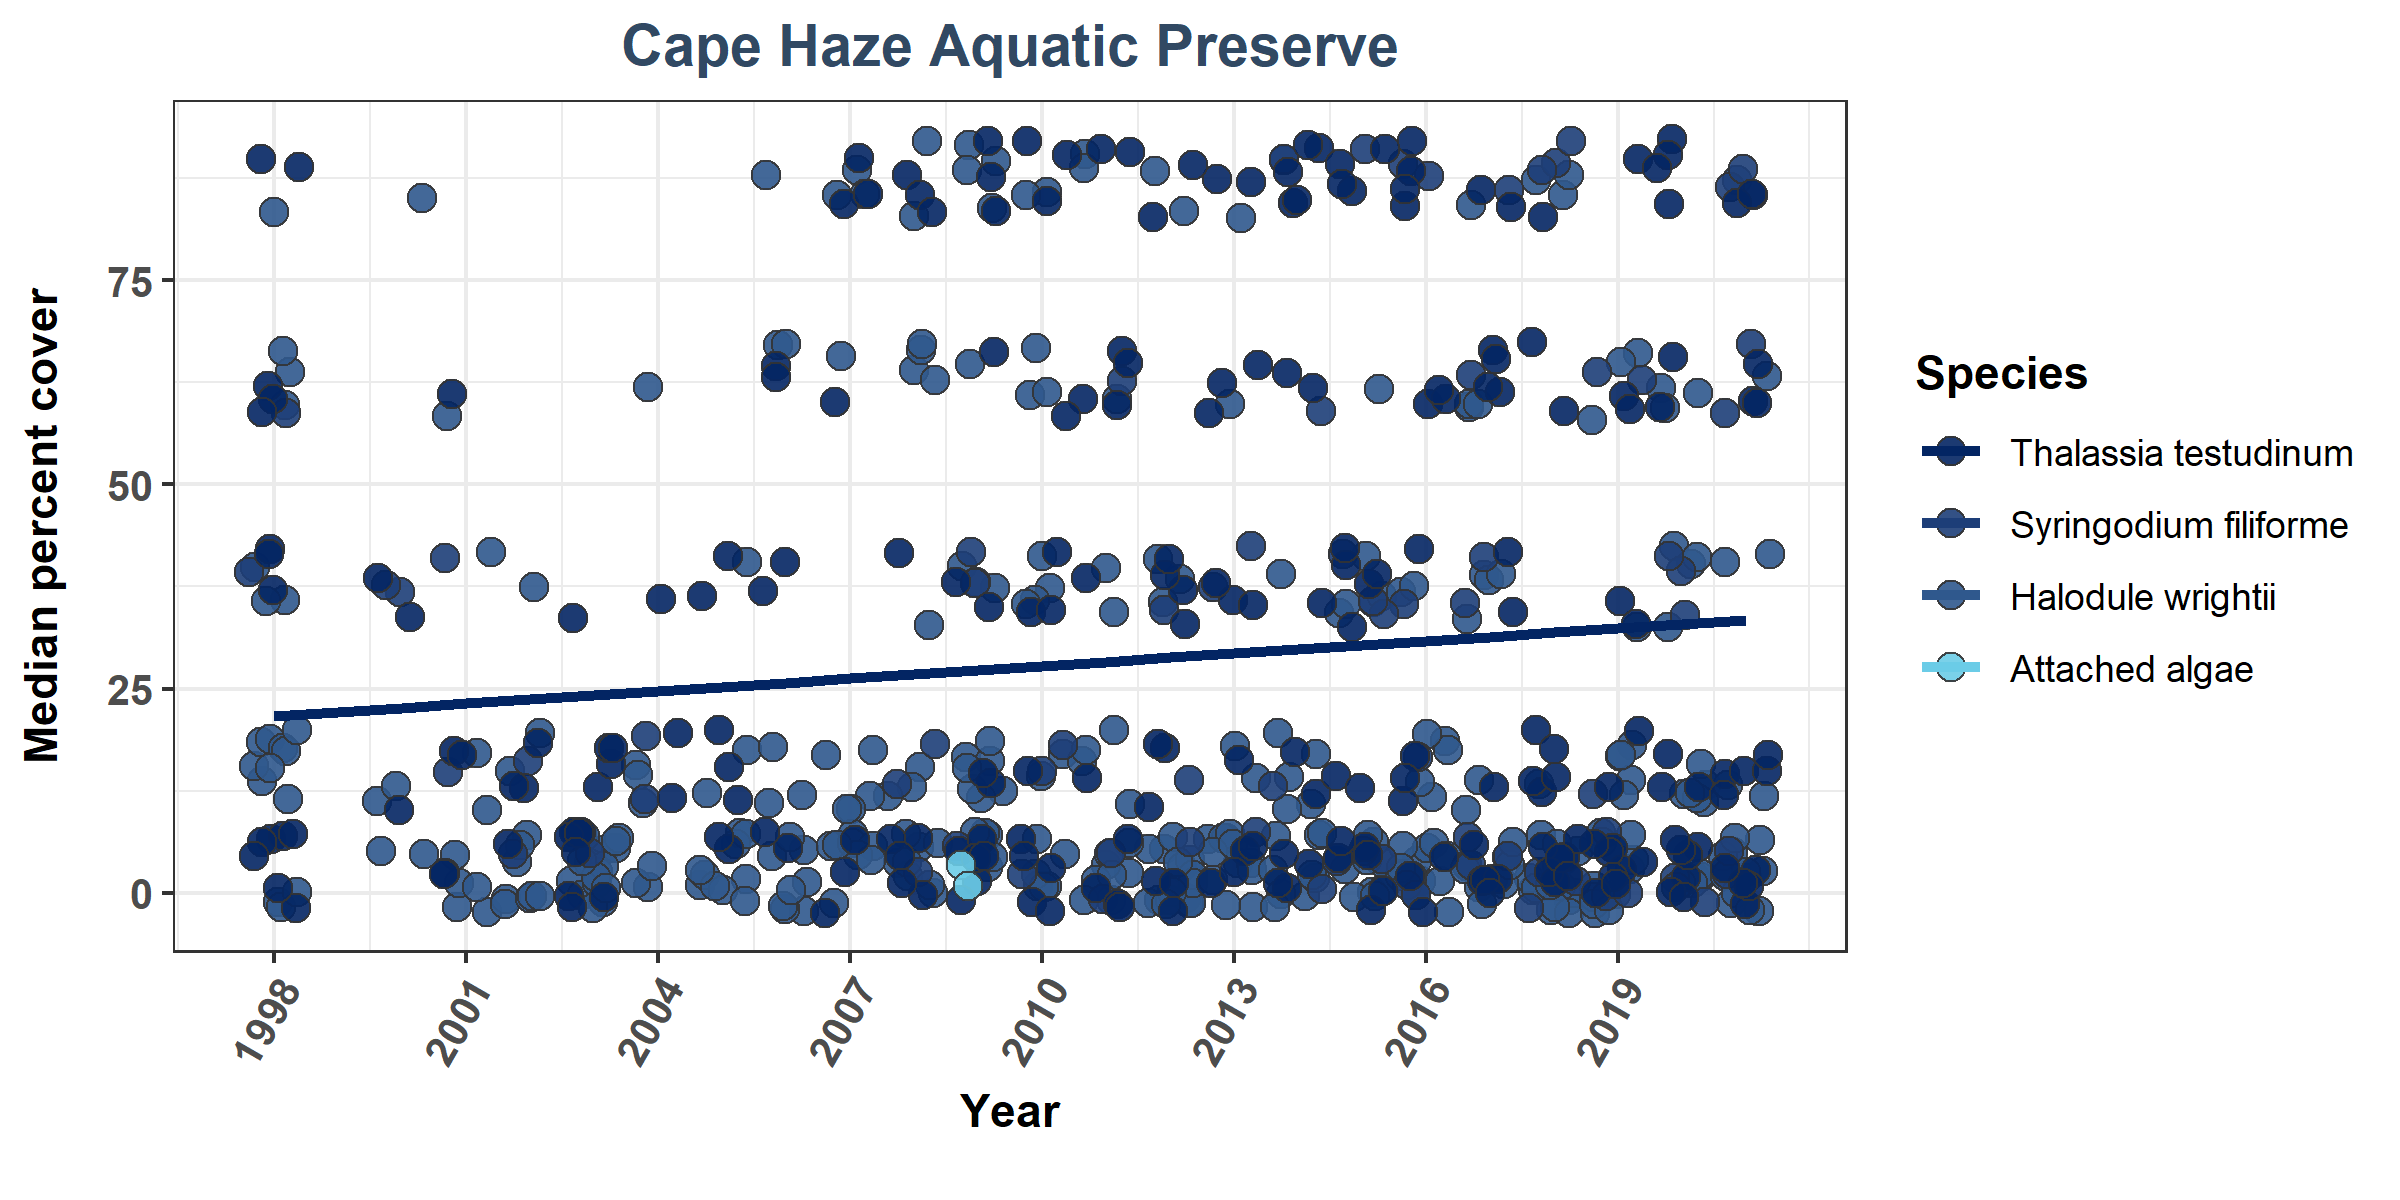 Cape Haze Aquatic Preserve
Median percent cover
75
50
25
0
1998
2001
2004
2007
2010
2013
2016
2019
Year
Species
Thalassia testudinum
Syringodium filiforme
Halodule wrightii
Attached algae